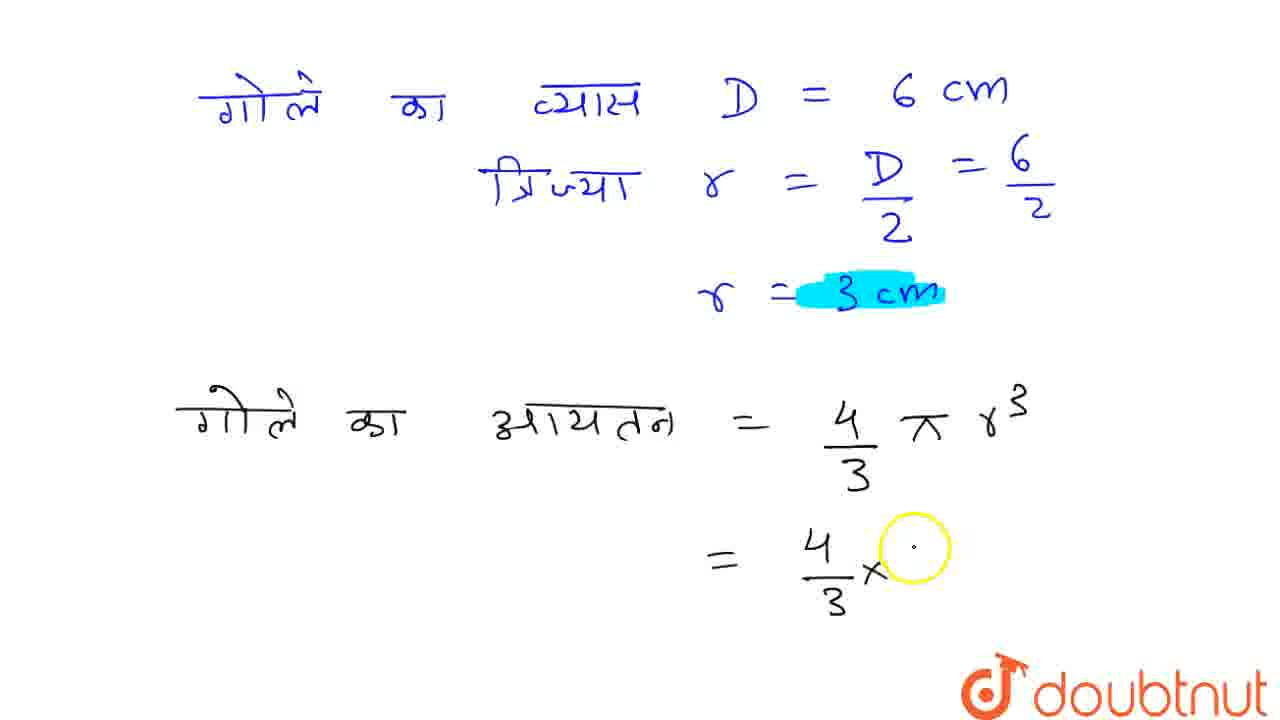 गोले का व्यास D = 6 cm
त्रिज्या r = D/2 = 6/2
r = 3 cm
गोले का आयतन = 4/3 π r³
= 4/3 ×
doubtnut